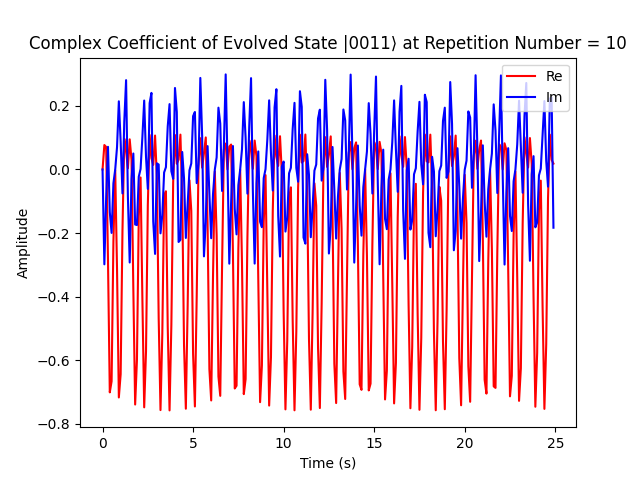 Complex Coefficient of Evolved State |0011⟩ at Repetition Number = 10
Re
Im
Amplitude
0.2
0.0
−0.2
−0.4
−0.6
−0.8
0 5 10 15 20 25
Time (s)